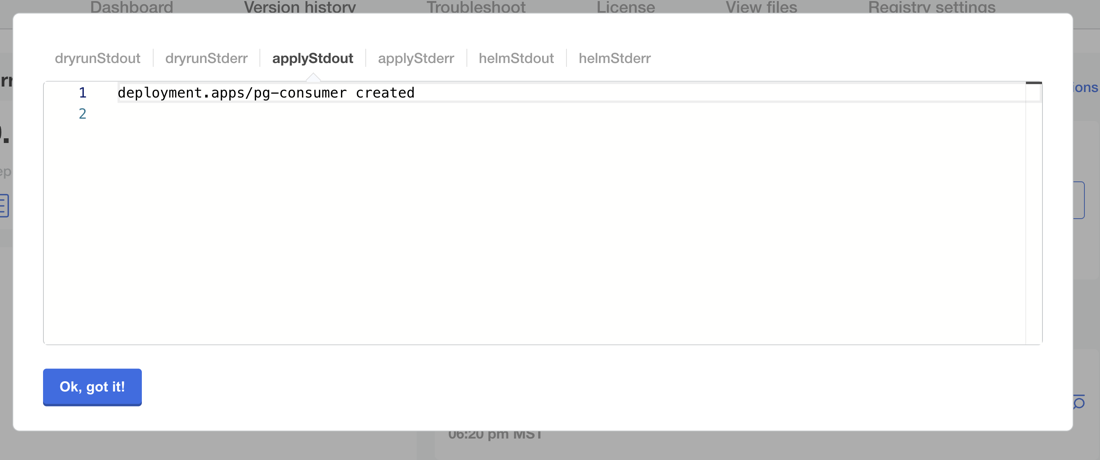 Dashboard Version history Troubleshoot License View files Registry settings
dryrunStdout dryrunStderr applyStdout applyStderr helmStdout helmStderr
1 deployment.apps/pg-consumer created
2
Ok, got it!
06:20 pm MST